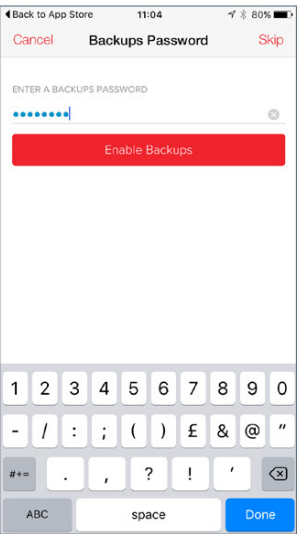 Back to App Store 11:04 80%
Cancel Backups Password Skip
ENTER A BACKUPS PASSWORD
••••••••
Enable Backups
1 2 3 4 5 6 7 8 9 0
- / : ; ( ) £ & @ "
#+= . , ? ! '
ABC space Done